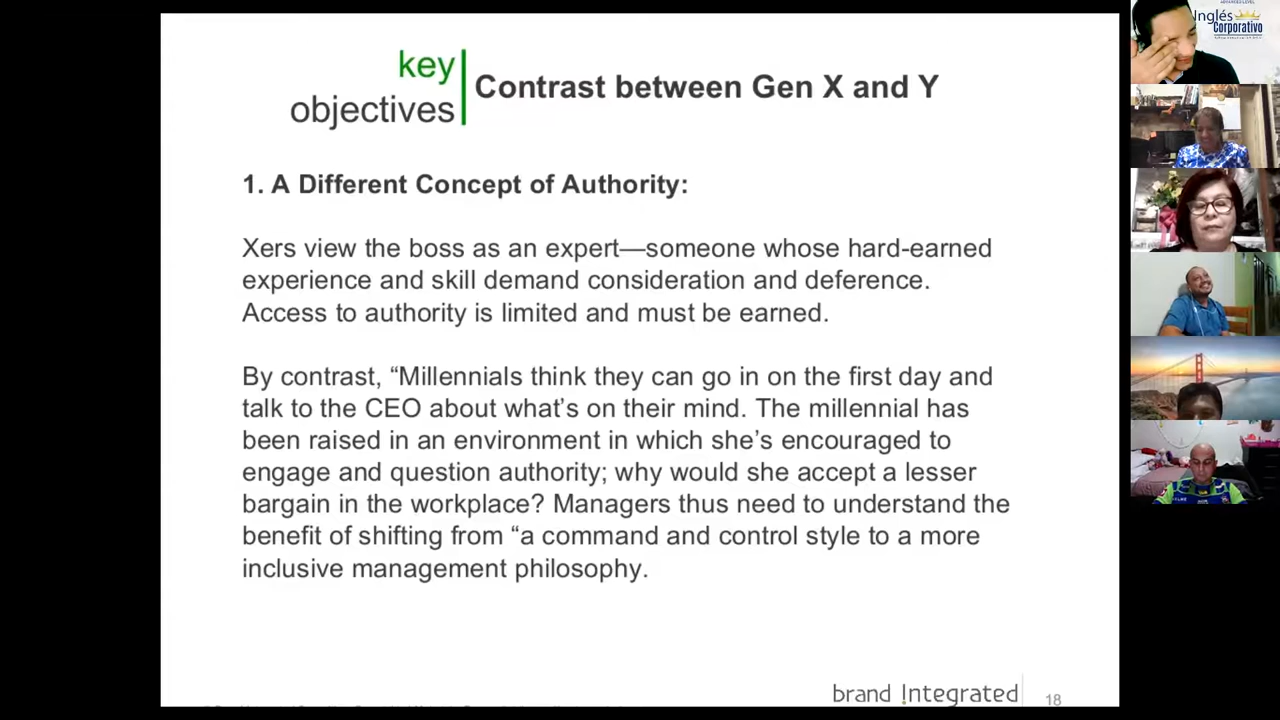 key
objectives
Contrast between Gen X and Y
1. A Different Concept of Authority:
Xers view the boss as an expert—someone whose hard-earned
experience and skill demand consideration and deference.
Access to authority is limited and must be earned.
By contrast, “Millennials think they can go in on the first day and
talk to the CEO about what’s on their mind. The millennial has
been raised in an environment in which she’s encouraged to
engage and question authority; why would she accept a lesser
bargain in the workplace? Managers thus need to understand the
benefit of shifting from “a command and control style to a more
inclusive management philosophy.
brand !ntegrated
18
Inglés
Corporativo